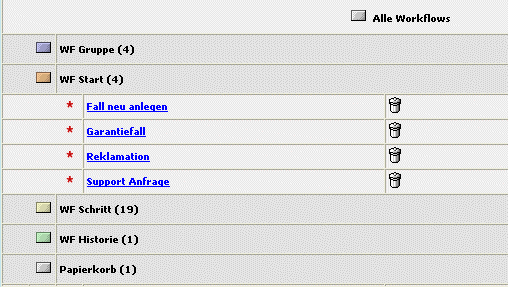 Alle Workflows
WF Gruppe (4)
WF Start (4)
* Fall neu anlegen
* Garantiefall
* Reklamation
* Support Anfrage
WF Schritt (19)
WF Historie (1)
Papierkorb (1)